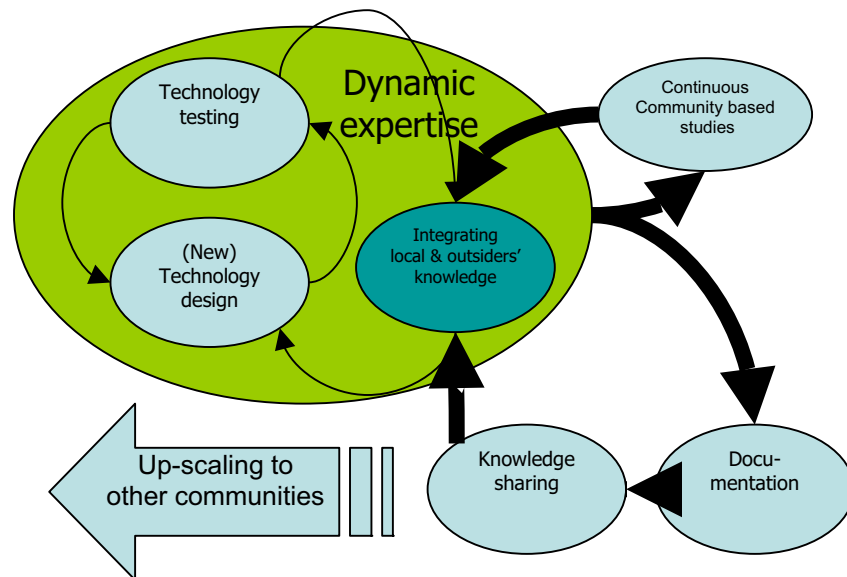 Technology
testing
Dynamic
expertise
Continuous
Community based
studies
(New)
Technology
design
Integrating
local & outsiders'
knowledge
Up-scaling to
other communities
Knowledge
sharing
Docu-
mentation